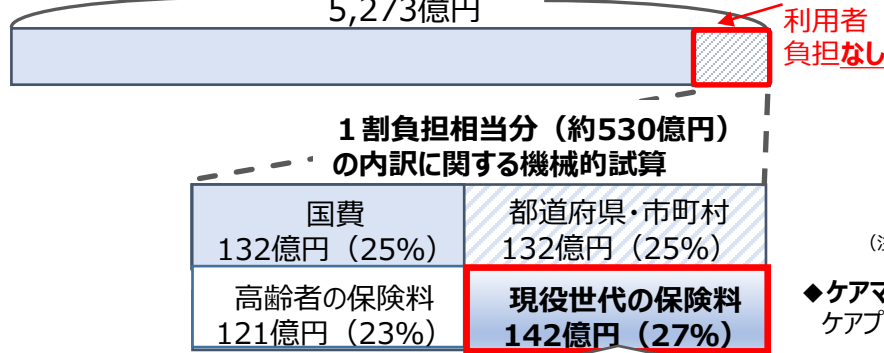 5,273億円
利用者
負担なし
1割負担相当分（約530億円）
の内訳に関する機械的試算
国費
132億円（25%）
都道府県・市町村
132億円（25%）
（注
高齢者の保険料
121億円（23%）
現役世代の保険料
142億円（27%）
◆ケアマ
ケアプ